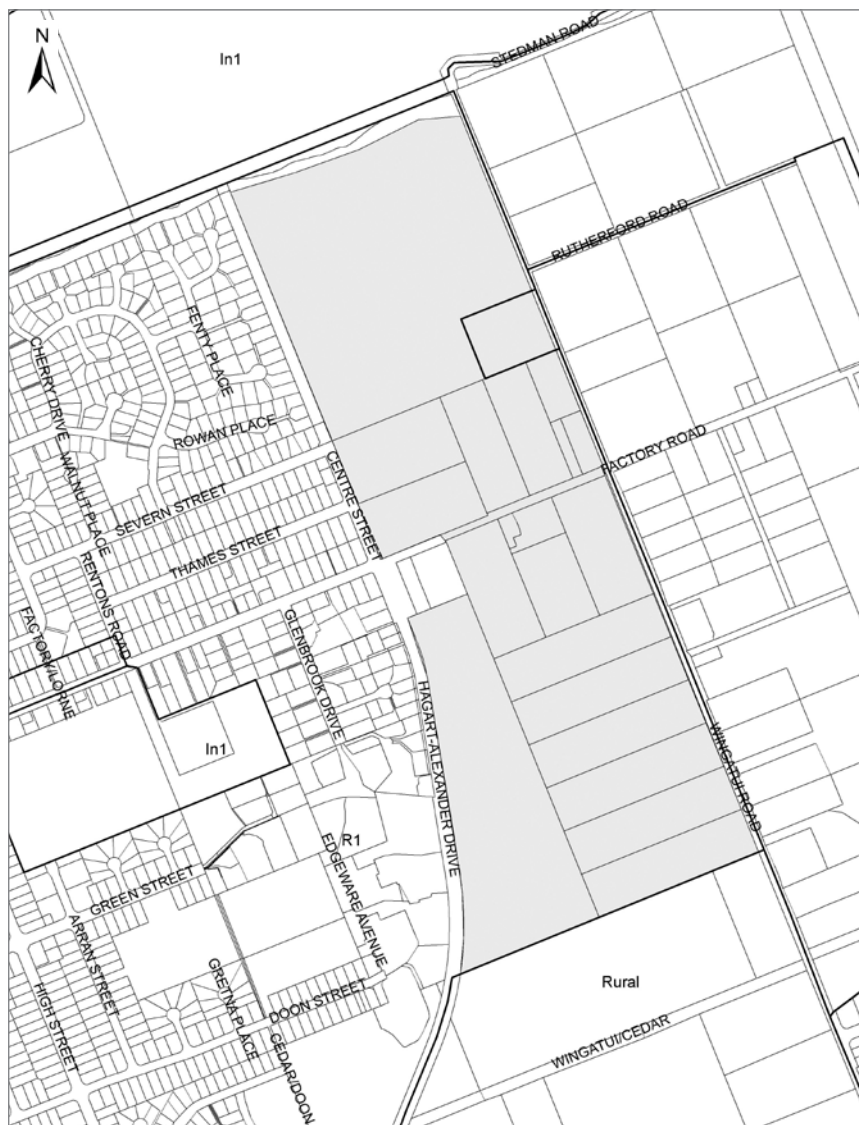 N
In1
STEDMAN ROAD
RUTHERFORD ROAD
FENTY PLACE
CHERRY DRIVE
ROWAN PLACE
FACTORY ROAD
WALNUT PLACE
SEVERN STREET
CENTRE STREET
THAMES STREET
RENTONS ROAD
FACTORY/LORNE
GLENBROOK DRIVE
In1
HAGART-ALEXANDER DRIVE
WINGATUI ROAD
R1
EDGEWARE AVENUE
GREEN STREET
ARRAN STREET
HIGH STREET
GRETNA PLACE
DOON STREET
Rural
CEDAR/DOON
WINGATUI/CEDAR